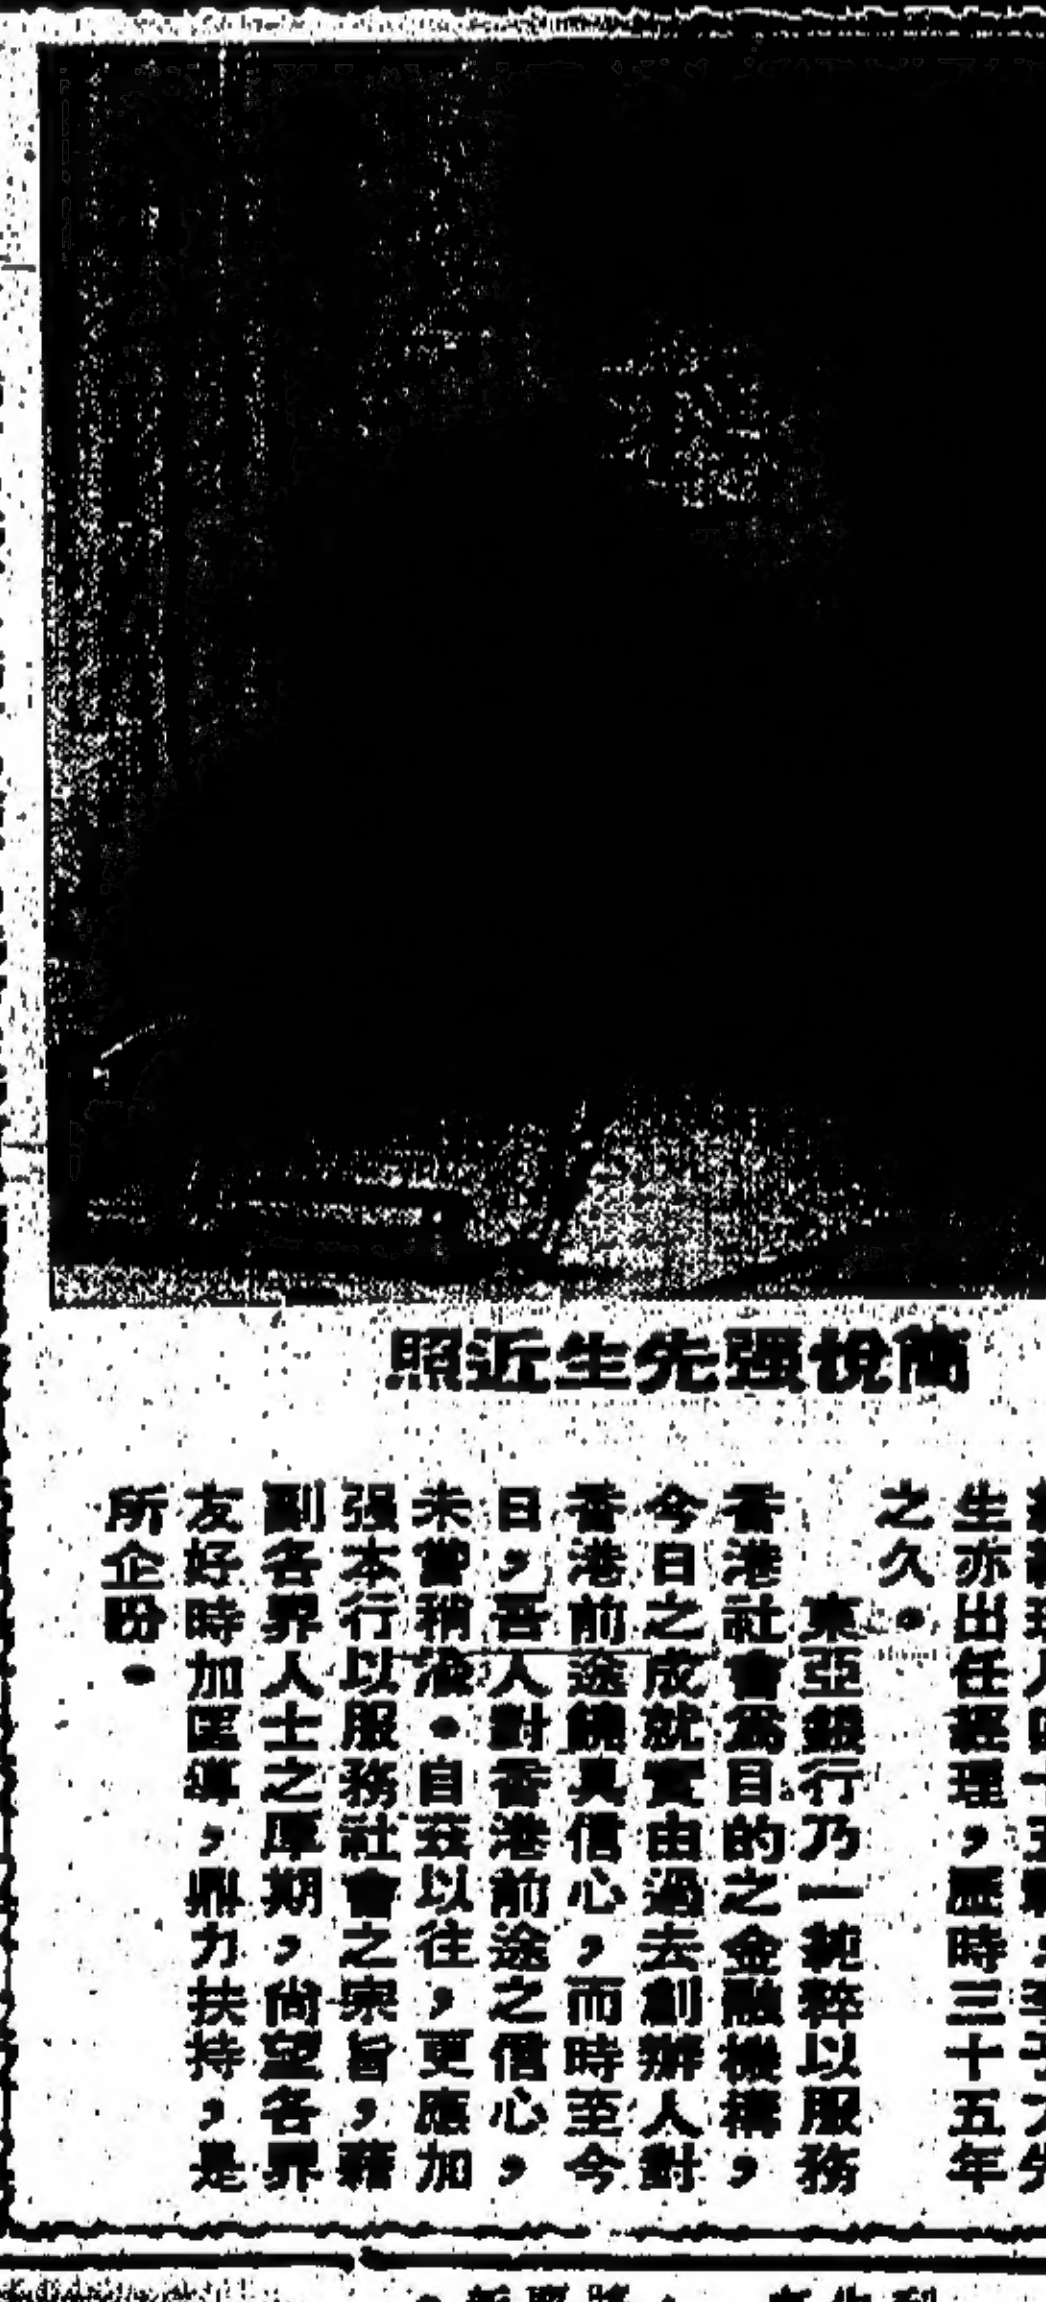 簡悅强先生近照
生亦出任經理，歷時三十五年
之久。
東亞銀行乃一純粹以服務
香港社會爲目的之金融機構，
今日之成就實由過去創辦人對
香港前途饒具信心，而時至今
日，吾人對香港前途之信心，
未嘗稍渝。自茲以往，更應加
强本行以服務社會之宗旨，藉
副各界人士之厚期，尚望各界
友好時加匡導，鼎力扶持，是
所企盼。